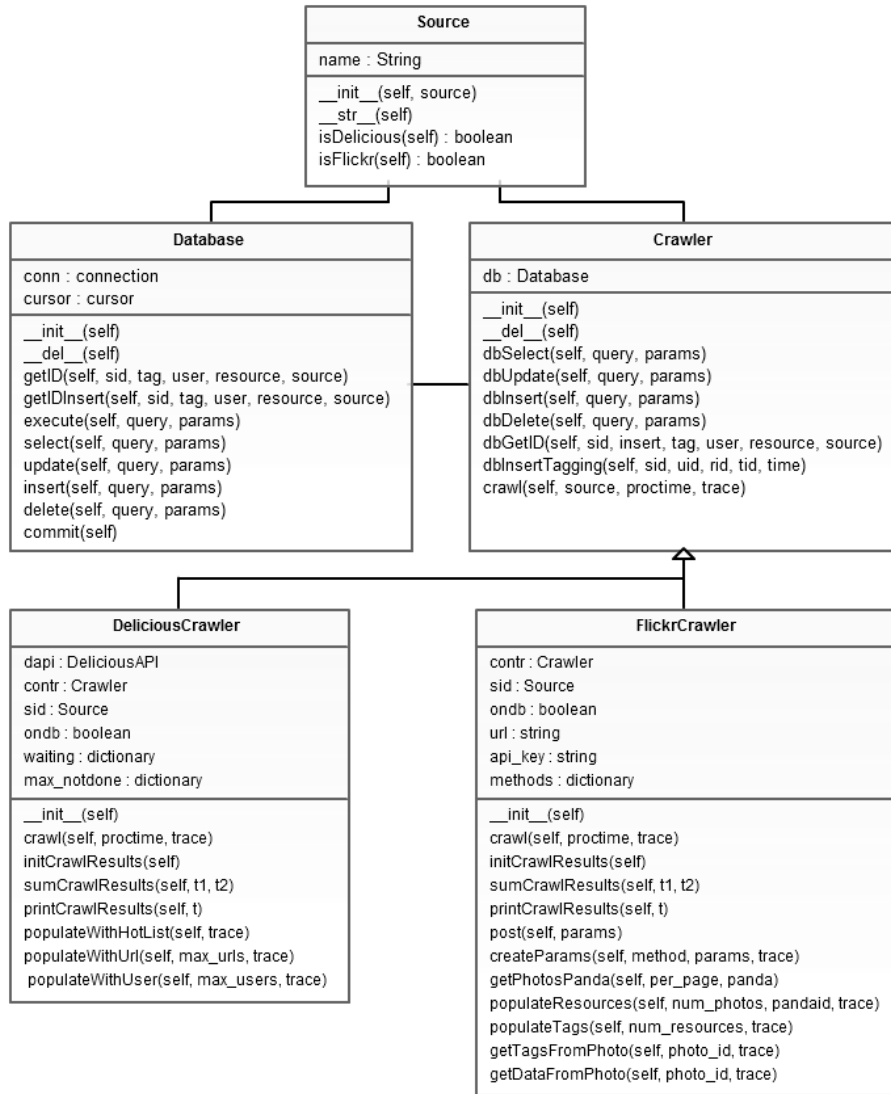 Source
name : String
__init__(self, source)
__str__(self)
isDelicious(self) : boolean
isFlickr(self) : boolean
Database
conn : connection
cursor : cursor
__init__(self)
__del__(self)
getID(self, sid, tag, user, resource, source)
getIDInsert(self, sid, tag, user, resource, source)
execute(self, query, params)
select(self, query, params)
update(self, query, params)
insert(self, query, params)
delete(self, query, params)
commit(self)
Crawler
db : Database
__init__(self)
__del__(self)
dbSelect(self, query, params)
dbUpdate(self, query, params)
dbInsert(self, query, params)
dbDelete(self, query, params)
dbGetID(self, sid, insert, tag, user, resource, source)
dbInsertTagging(self, sid, uid, rid, tid, time)
crawl(self, source, proctime, trace)
DeliciousCrawler
dapi : DeliciousAPI
contr : Crawler
sid : Source
ondb : boolean
waiting : dictionary
max_notdone : dictionary
__init__(self)
crawl(self, proctime, trace)
initCrawlResults(self)
sumCrawlResults(self, t1, t2)
printCrawlResults(self, t)
populateWithHotList(self, trace)
populateWithUrl(self, max_urls, trace)
populateWithUser(self, max_users, trace)
FlickrCrawler
contr : Crawler
sid : Source
ondb : boolean
url : string
api_key : string
methods : dictionary
__init__(self)
crawl(self, proctime, trace)
initCrawlResults(self)
sumCrawlResults(self, t1, t2)
printCrawlResults(self, t)
post(self, params)
createParams(self, method, params, trace)
getPhotosPanda(self, per_page, panda)
populateResources(self, num_photos, pandaid, trace)
populateTags(self, num_resources, trace)
getTagsFromPhoto(self, photo_id, trace)
getDataFromPhoto(self, photo_id, trace)